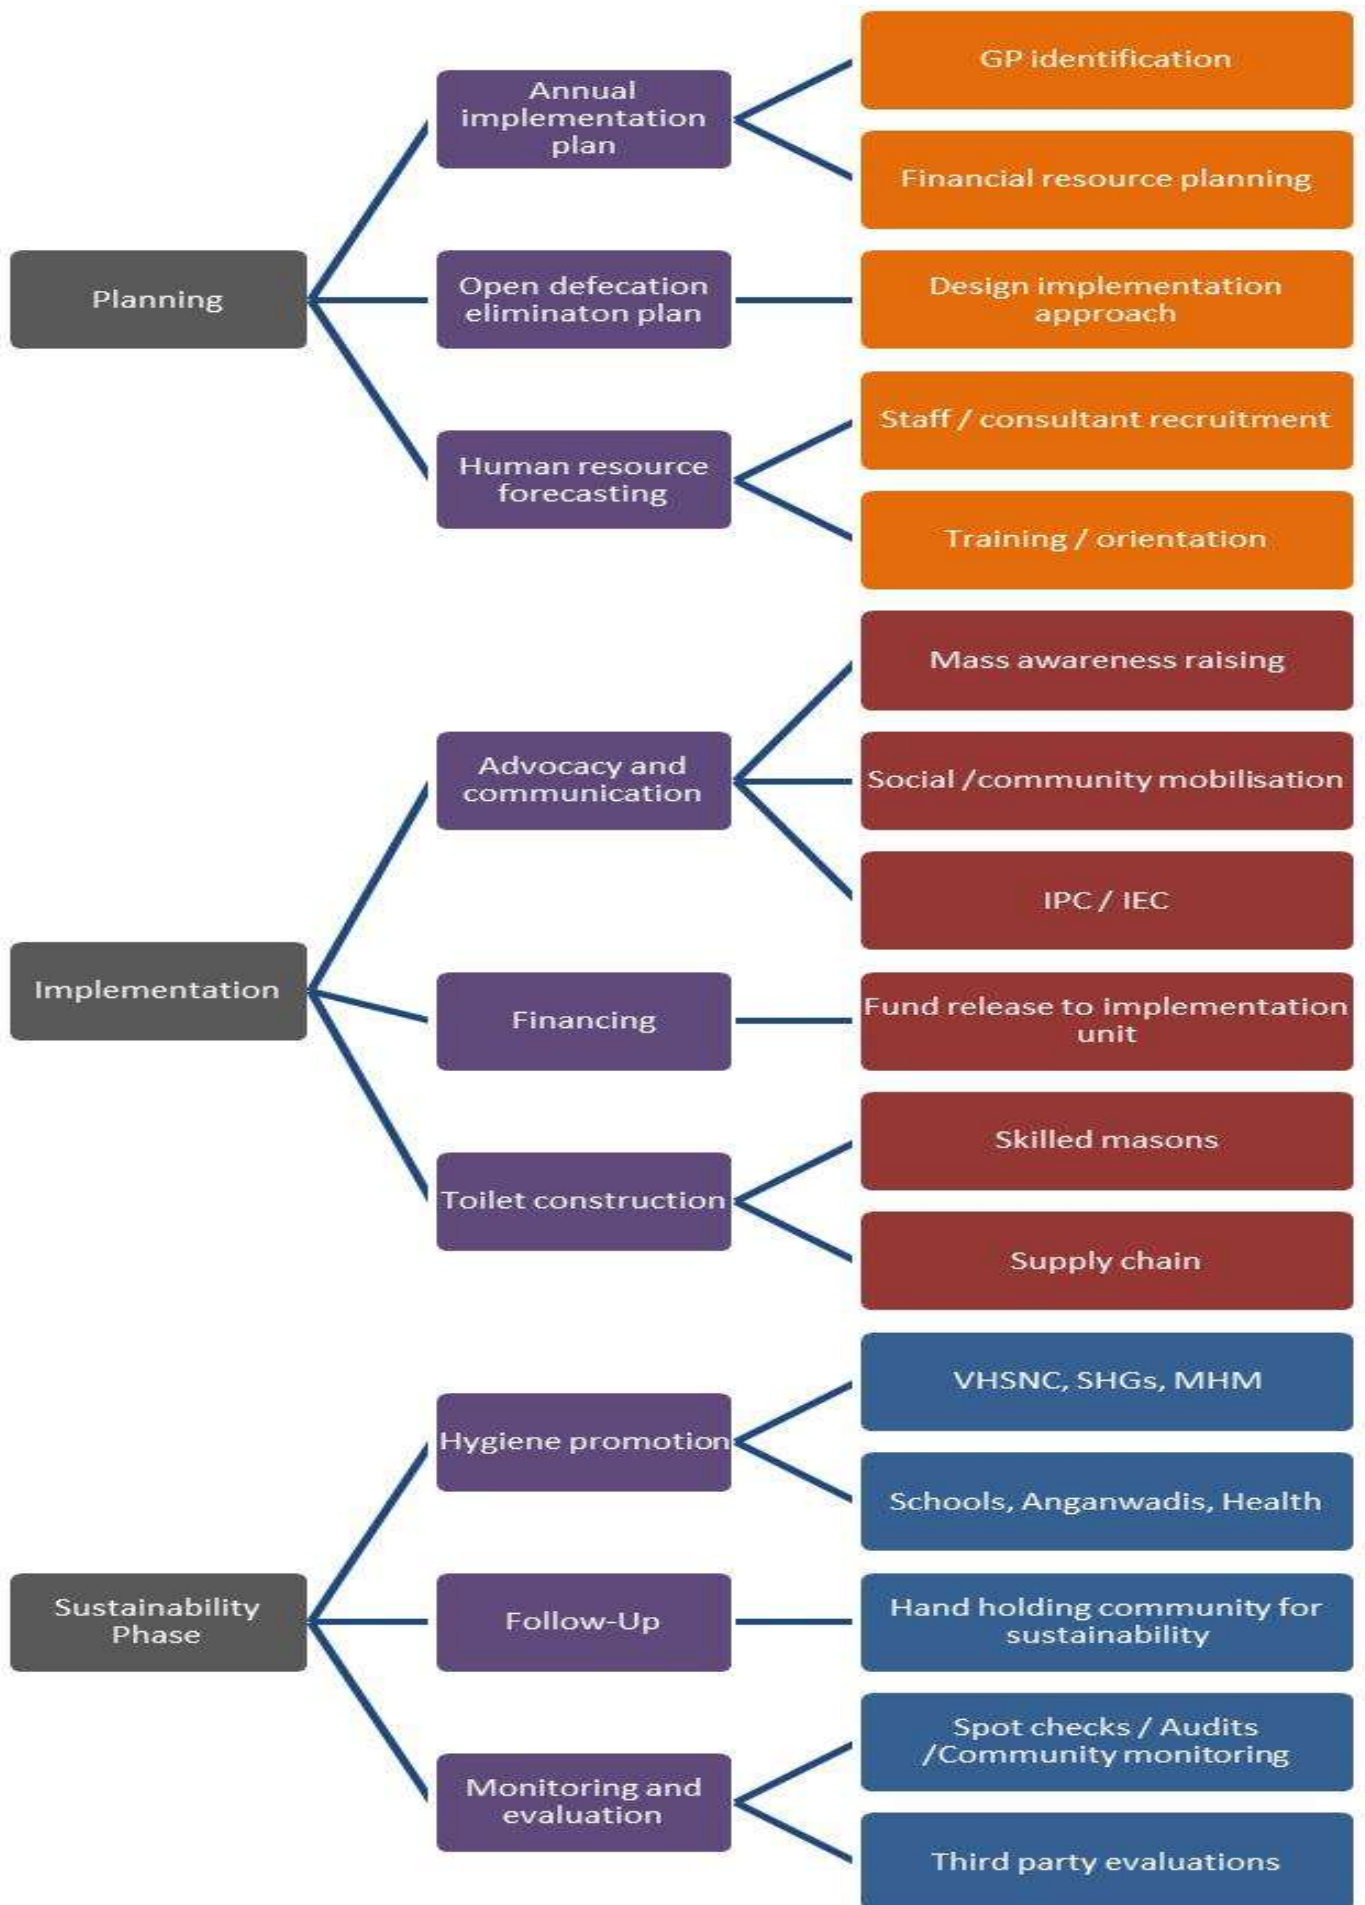 Planning
Annual
implementation
plan
GP identification
Financial resource planning
Open defecation
eliminaton plan
Design implementation
approach
Human resource
forecasting
Staff / consultant recruitment
Training / orientation
Implementation
Advocacy and
communication
Mass awareness raising
Social /community mobilisation
IPC / IEC
Financing
Fund release to implementation
unit
Toilet construction
Skilled masons
Supply chain
Sustainability
Phase
Hygiene promotion
VHSNC, SHGs, MHM
Schools, Anganwadis, Health
Follow-Up
Hand holding community for
sustainability
Monitoring and
evaluation
Spot checks / Audits
/Community monitoring
Third party evaluations